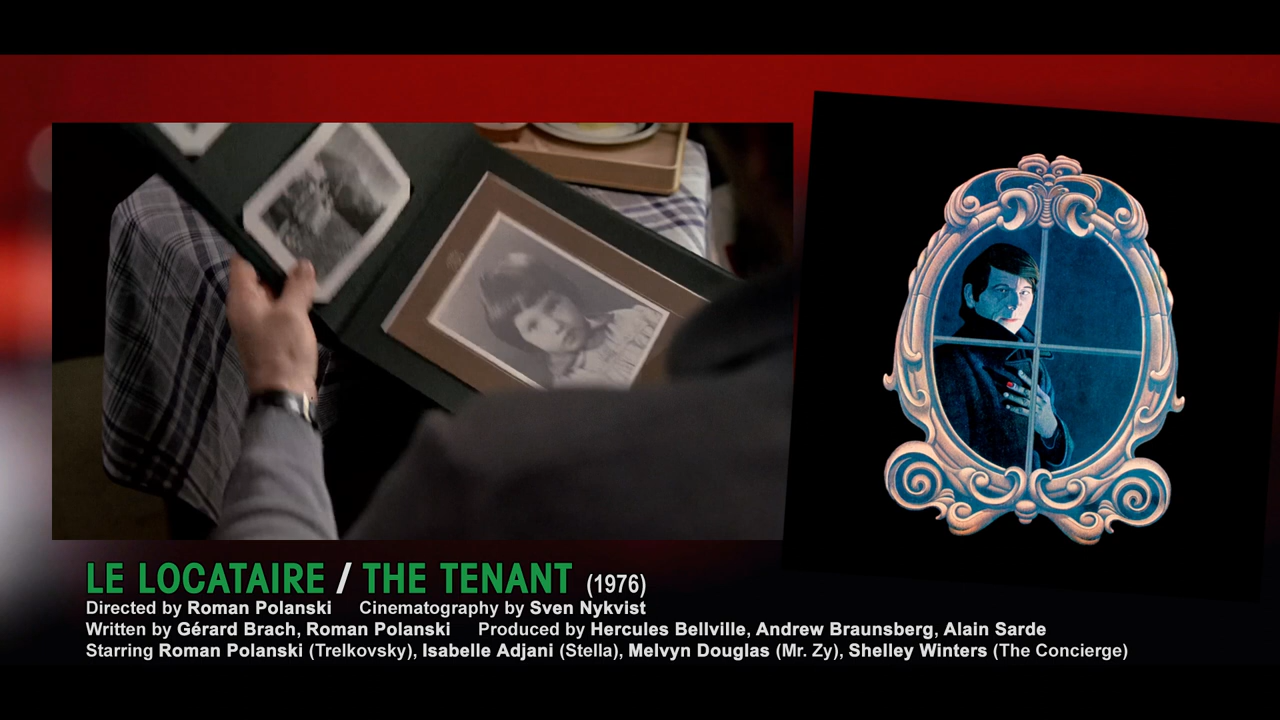 LE LOCATAIRE / THE TENANT (1976)
Directed by Roman Polanski Cinematography by Sven Nykvist
Written by Gérard Brach, Roman Polanski Produced by Hercules Bellville, Andrew Braunsberg, Alain Sarde
Starring Roman Polanski (Trelkovsky), Isabelle Adjani (Stella), Melvyn Douglas (Mr. Zy), Shelley Winters (The Concierge)